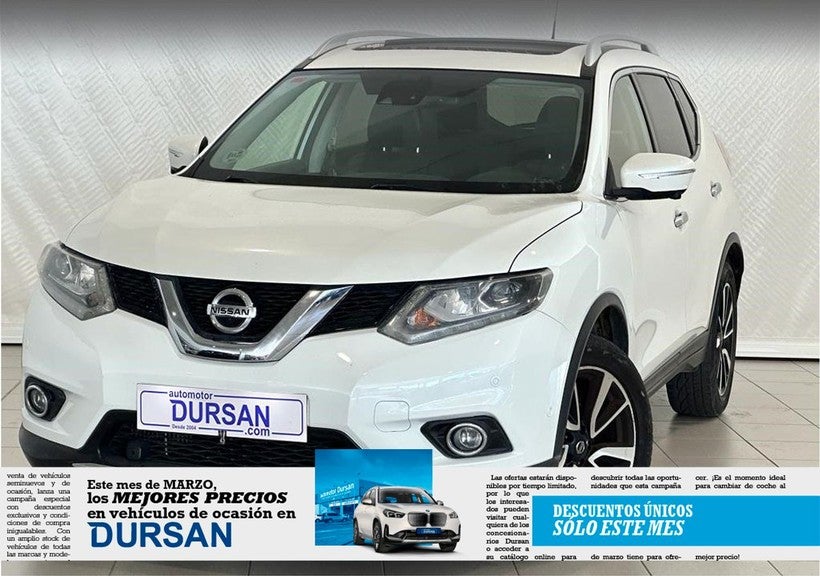 NISSAN
automotor
DURSAN
Desde 2004
.com
venta de vehículos
seminuevos y de
ocasión, lanza una
campaña especial
con descuentos
exclusivos y condi-
ciones de compra
inigualables. Con
un amplio stock de
vehículos de todas
las marcas y mode-
Este mes de MARZO,
los MEJORES PRECIOS
en vehículos de ocasión en
DURSAN
automotor Dursan
Las ofertas estarán dispo-
nibles por tiempo limitado,
por lo que
los interesa-
dos pueden
visitar cual-
quiera de los
concesiona-
rios Dursan
o acceder a
su catálogo online para
descubrir todas las oportu-
nidades que esta campaña
de marzo tiene para ofre-
cer. ¡Es el momento ideal
para cambiar de coche al
mejor precio!
DESCUENTOS ÚNICOS
SÓLO ESTE MES